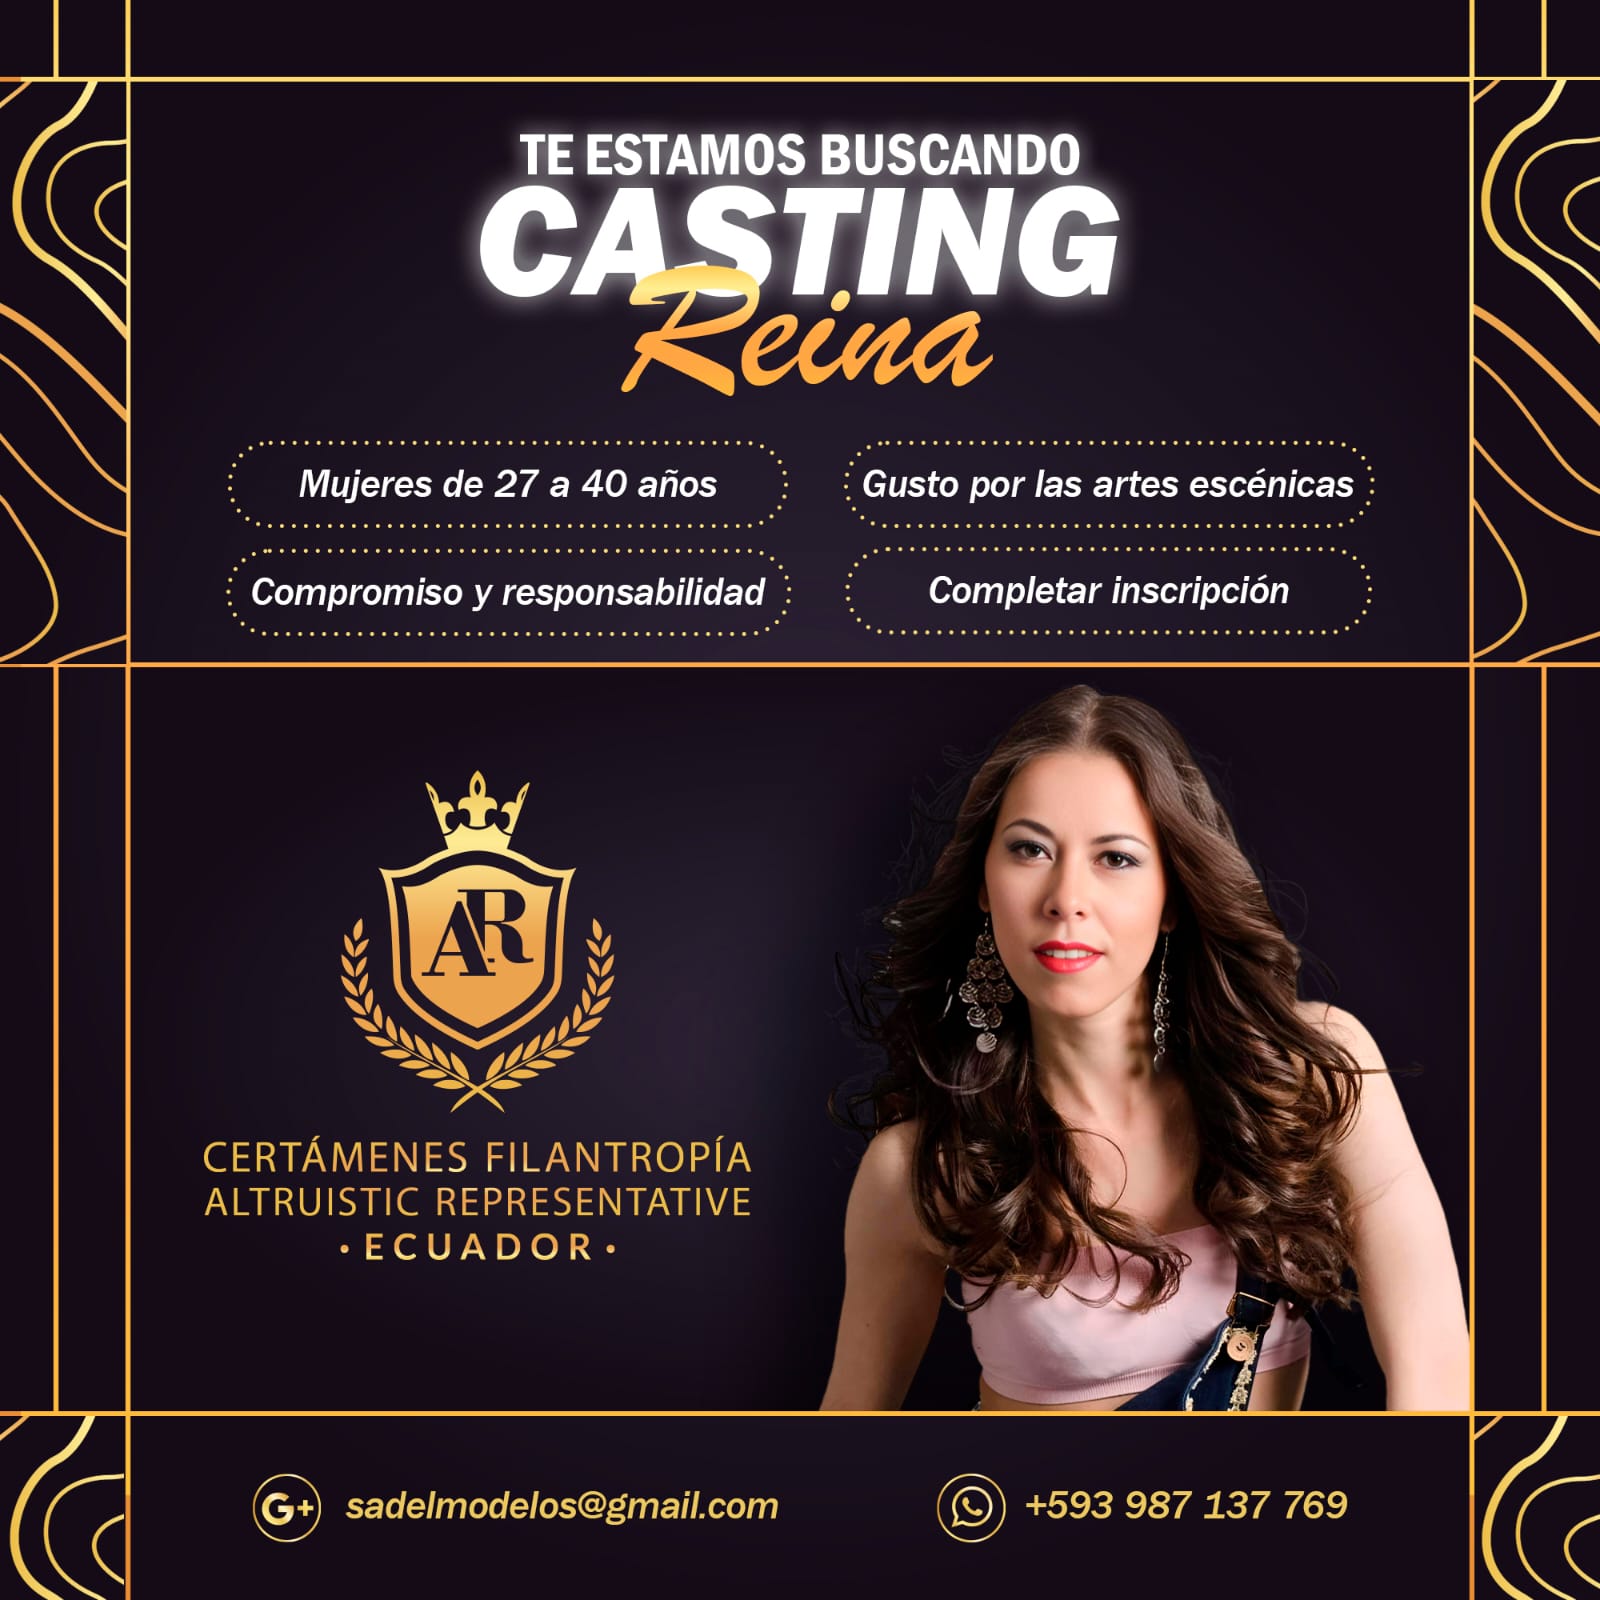 TE ESTAMOS BUSCANDO
CASTING
Reina
Mujeres de 27 a 40 años
Gusto por las artes escénicas
Compromiso y responsabilidad
Completar inscripción
AR
CERTÁMENES FILANTROPÍA
ALTRUISTIC REPRESENTATIVE
• ECUADOR •
G+ sadelmodelos@gmail.com
+593 987 137 769